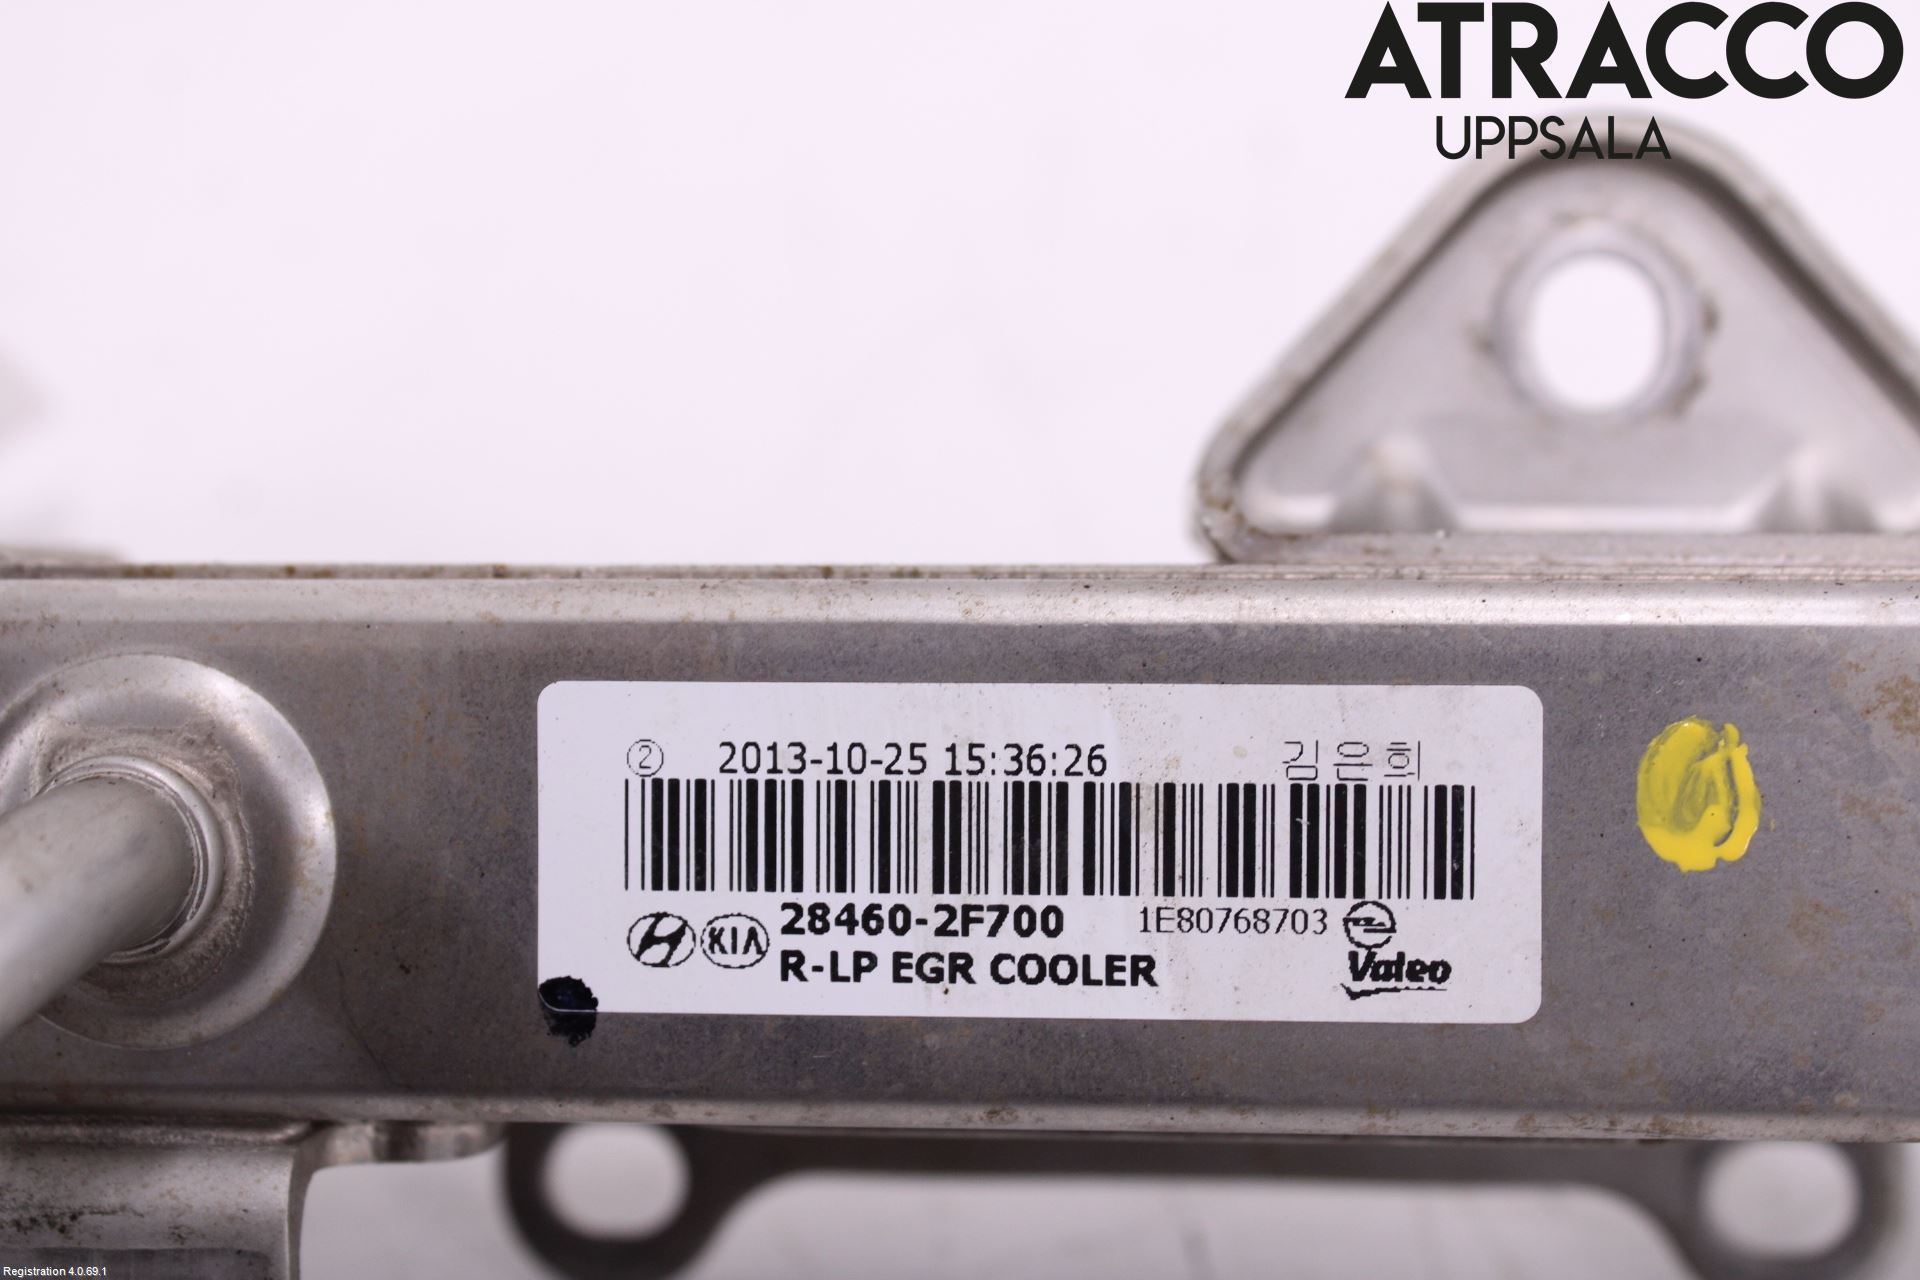 ATRACCO
UPPSALA
② 2013-10-25 15:36:26 김은희
KIA 28460-2F700 1E80768703
R-LP EGR COOLER Valeo
Registration 4.0.69.1